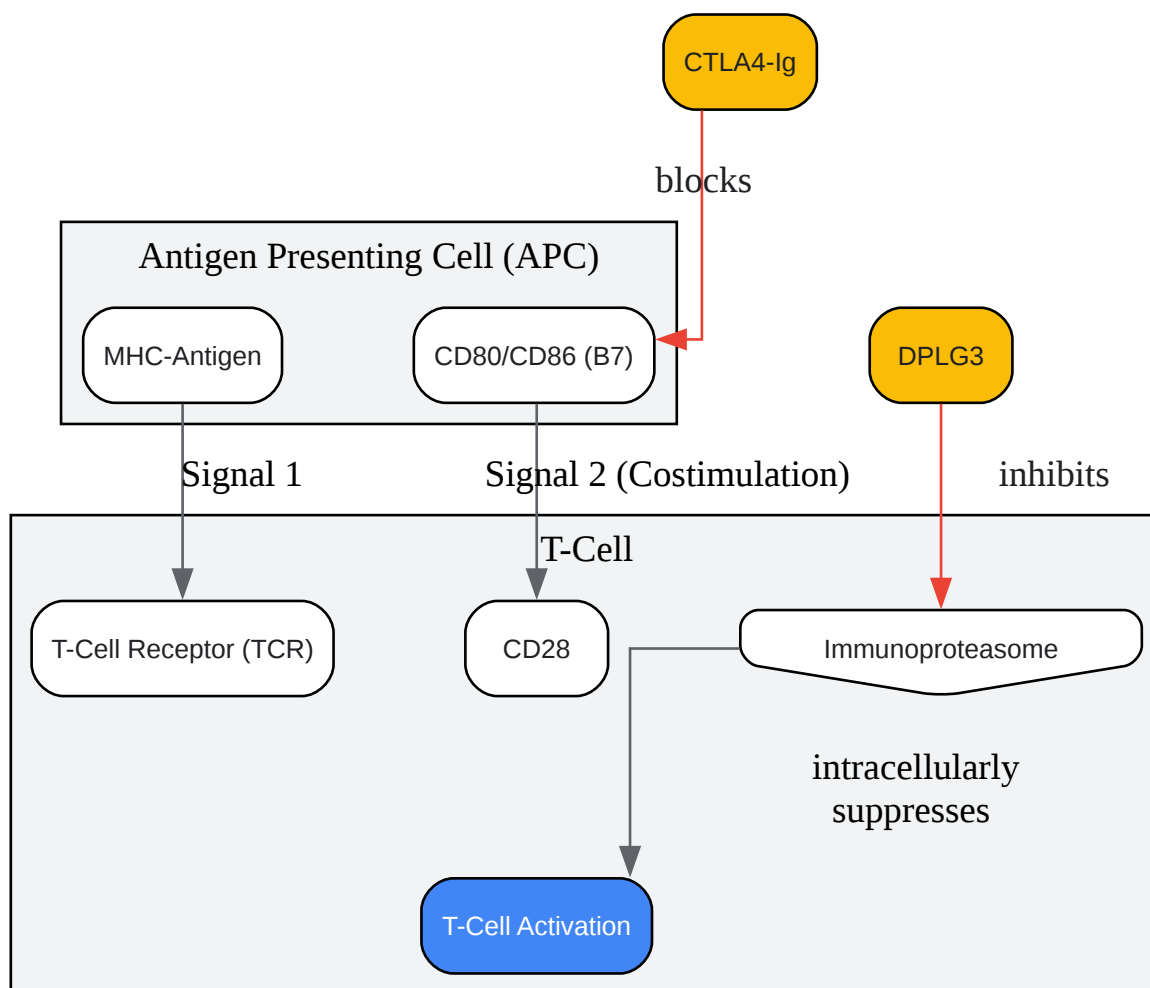 CTLA4-Ig
blocks
Antigen Presenting Cell (APC)
MHC-Antigen
CD80/CD86 (B7)
DPLG3
Signal 1
Signal 2 (Costimulation)
inhibits
T-Cell
T-Cell Receptor (TCR)
CD28
Immunoproteasome
intracellularly
suppresses
T-Cell Activation